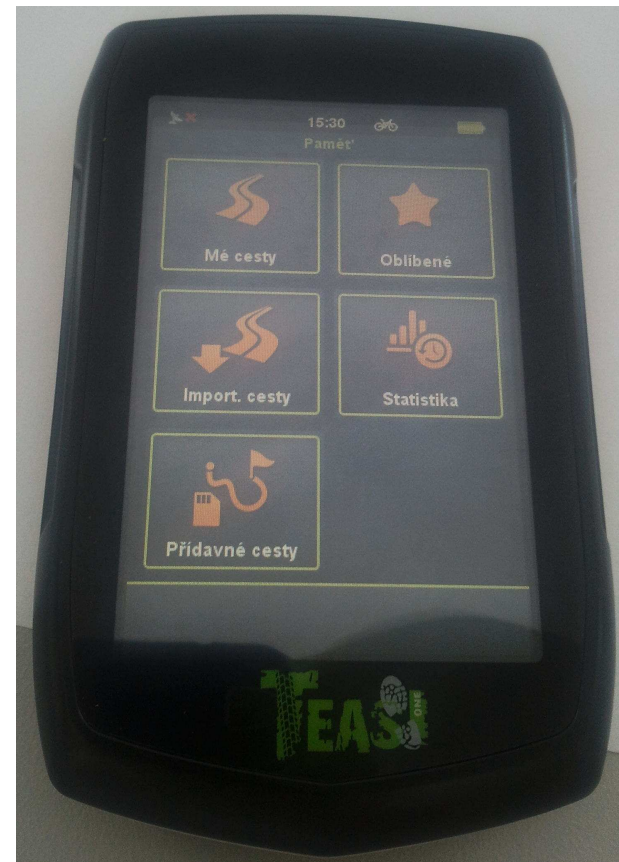 15:30
Paměť
Mé cesty
Oblíbené
Import. cesty
Statistika
Přídavné cesty
TEASI
ONE